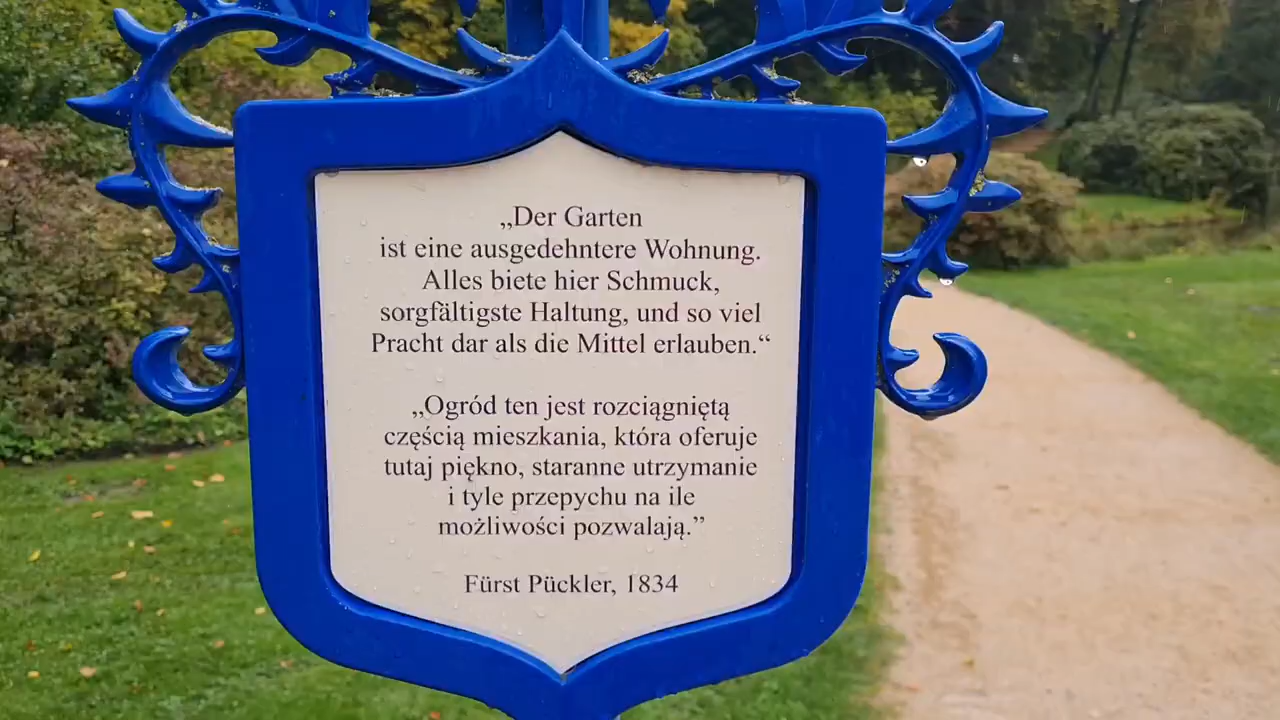 „Der Garten
ist eine ausgedehntere Wohnung.
Alles biete hier Schmuck,
sorgfältigste Haltung, und so viel
Pracht dar als die Mittel erlauben.“
„Ogród ten jest rozciągniętą
częścią mieszkania, która oferuje
tutaj piękno, staranne utrzymanie
i tyle przepychu na ile
możliwości pozwalają.”
Fürst Pückler, 1834